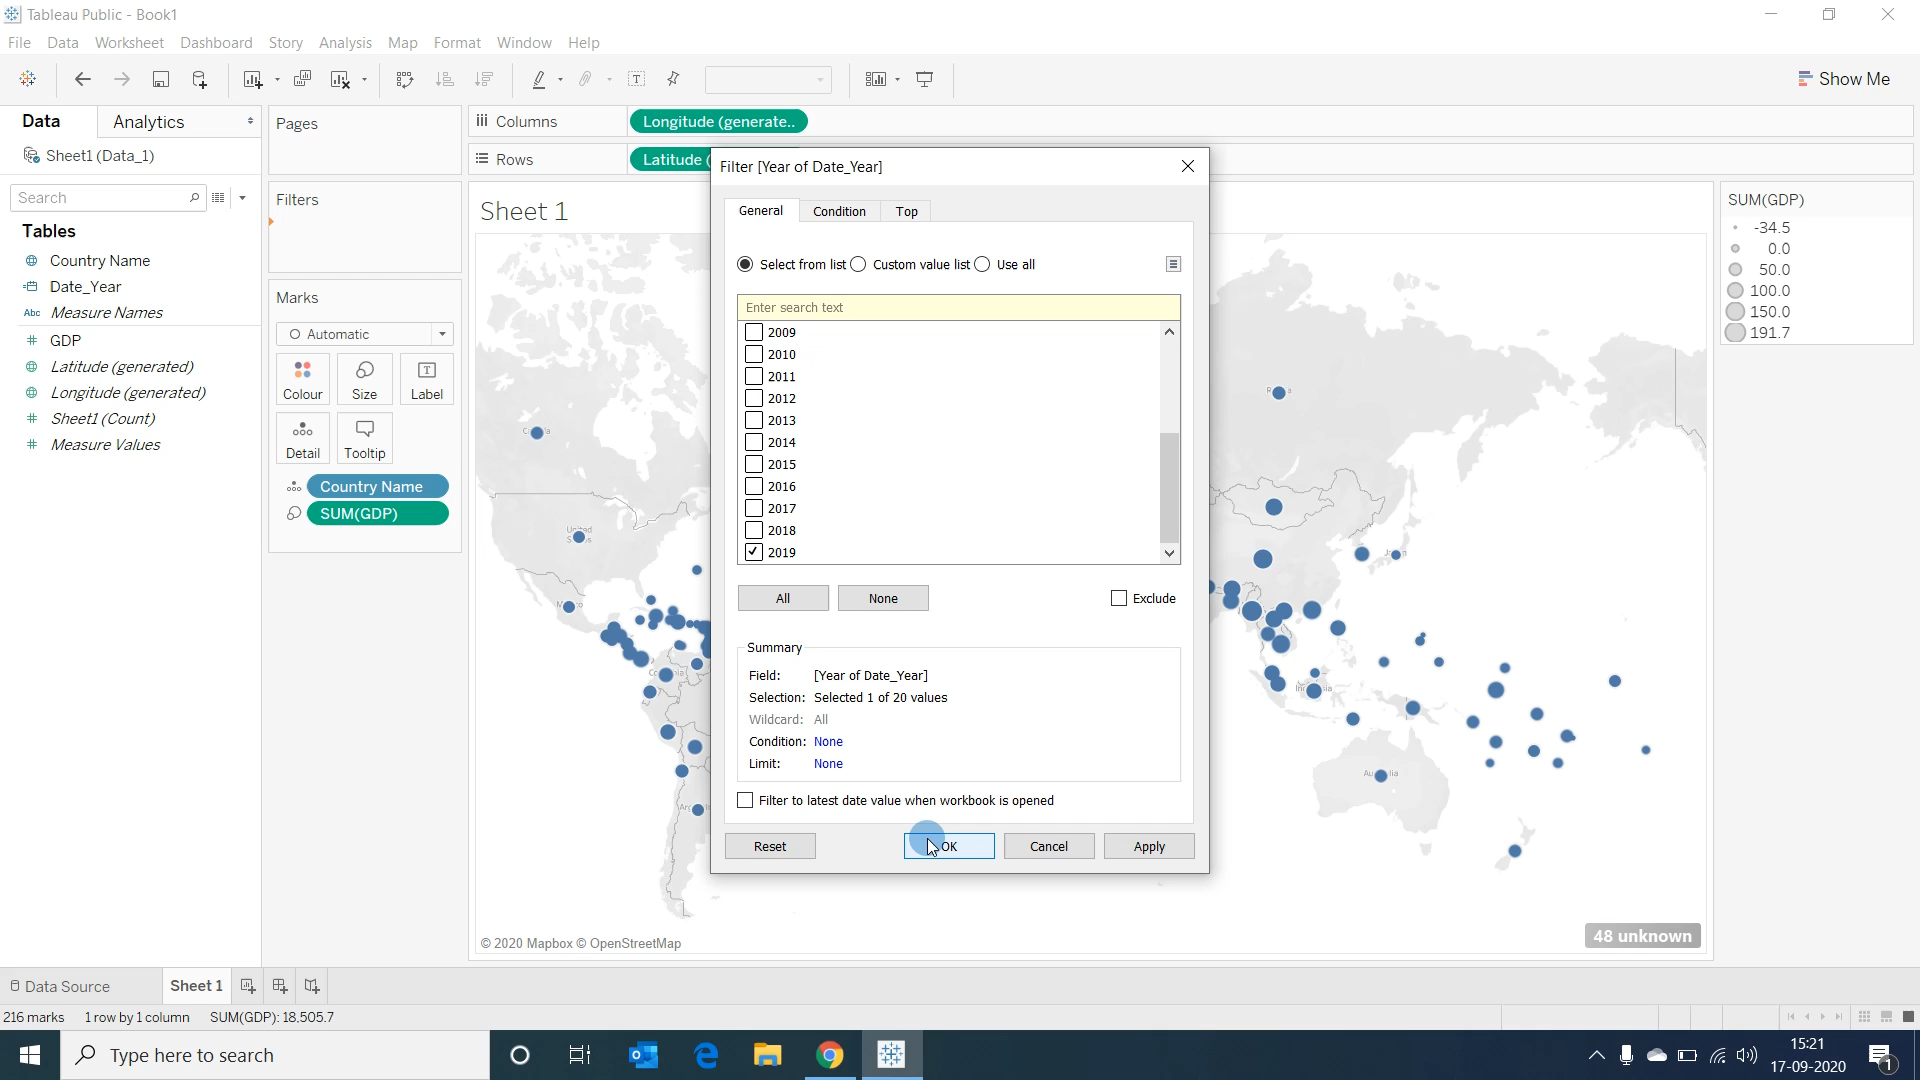 Tableau Public - Book1
File Data Worksheet Dashboard Story Analysis Map Format Window Help
Show Me
Data
Analytics
Pages
Columns
Longitude (generate..
Sheet1 (Data_1)
Rows
Latitude (
Search
Filters
Sheet 1
Tables
Country Name
Date_Year
Abc Measure Names
GDP
Latitude (generated)
Longitude (generated)
Sheet1 (Count)
Measure Values
Marks
Automatic
Colour
Size
Label
Detail
Tooltip
Country Name
SUM(GDP)
Filter [Year of Date_Year]
General
Condition
Top
Select from list
Custom value list
Use all
Enter search text
2009
2010
2011
2012
2013
2014
2015
2016
2017
2018
2019
All
None
Exclude
Summary
Field: [Year of Date_Year]
Selection: Selected 1 of 20 values
Wildcard: All
Condition: None
Limit: None
Filter to latest date value when workbook is opened
Reset
OK
Cancel
Apply
SUM(GDP)
-34.5
0.0
50.0
100.0
150.0
191.7
© 2020 Mapbox © OpenStreetMap
48 unknown
Data Source
Sheet 1
216 marks
1 row by 1 column
SUM(GDP): 18,505.7
Type here to search
15:21
17-09-2020
1